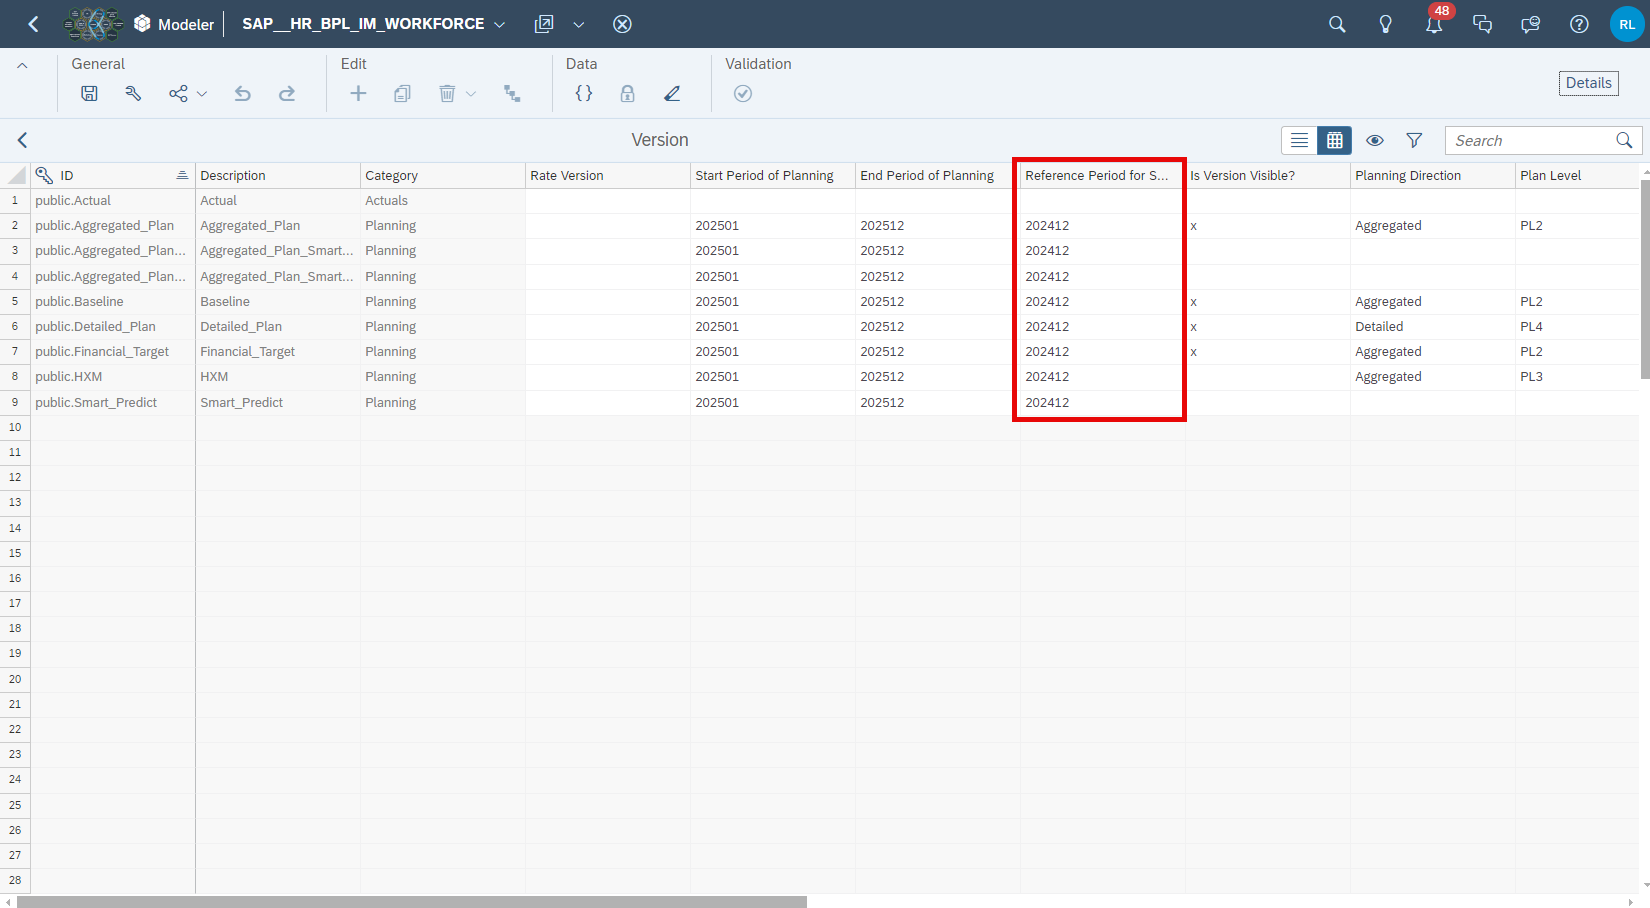 Modeler SAP__HR_BPL_IM_WORKFORCE 48 RL
General Edit Data Validation
Details
Version Search
ID Description Category Rate Version Start Period of Planning End Period of Planning Reference Period for S... Is Version Visible? Planning Direction Plan Level
1 public.Actual Actual Actuals
2 public.Aggregated_Plan Aggregated_Plan Planning 202501 202512 202412 x Aggregated PL2
3 public.Aggregated_Plan... Aggregated_Plan_Smart... Planning 202501 202512 202412
4 public.Aggregated_Plan... Aggregated_Plan_Smart... Planning 202501 202512 202412
5 public.Baseline Baseline Planning 202501 202512 202412 x Aggregated PL2
6 public.Detailed_Plan Detailed_Plan Planning 202501 202512 202412 x Detailed PL4
7 public.Financial_Target Financial_Target Planning 202501 202512 202412 x Aggregated PL2
8 public.HXM HXM Planning 202501 202512 202412 Aggregated PL3
9 public.Smart_Predict Smart_Predict Planning 202501 202512 202412
10
11
12
13
14
15
16
17
18
19
20
21
22
23
24
25
26
27
28